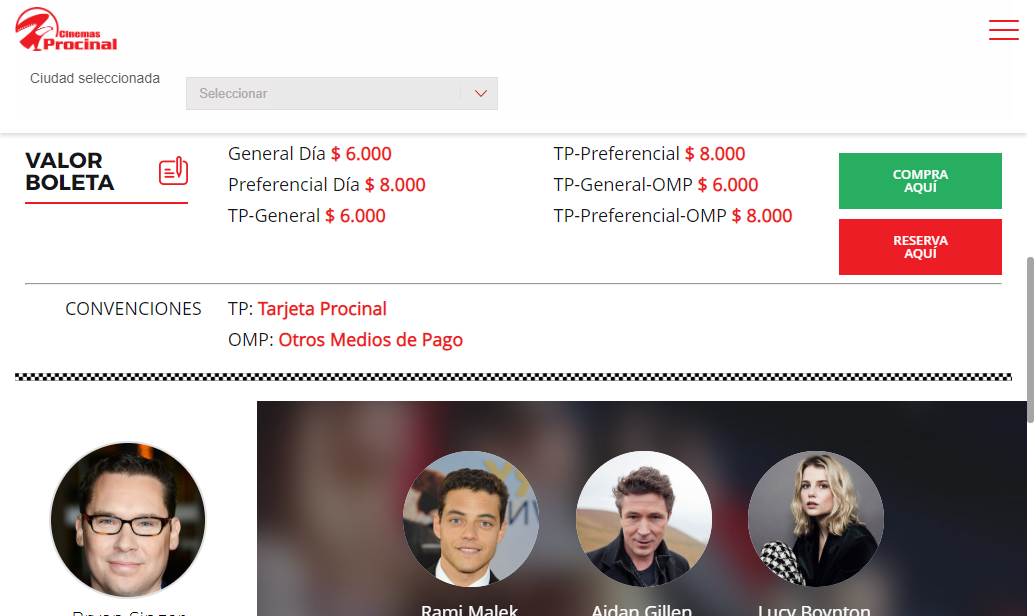 Cinemas
Procinal
Ciudad seleccionada
Seleccionar
VALOR
BOLETA
General Día $ 6.000
Preferencial Día $ 8.000
TP-General $ 6.000
TP-Preferencial $ 8.000
TP-General-OMP $ 6.000
TP-Preferencial-OMP $ 8.000
COMPRA
AQUÍ
RESERVA
AQUÍ
CONVENCIONES
TP: Tarjeta Procinal
OMP: Otros Medios de Pago
Bryan Singer
Rami Malek
Aidan Gillen
Lucy Boynton